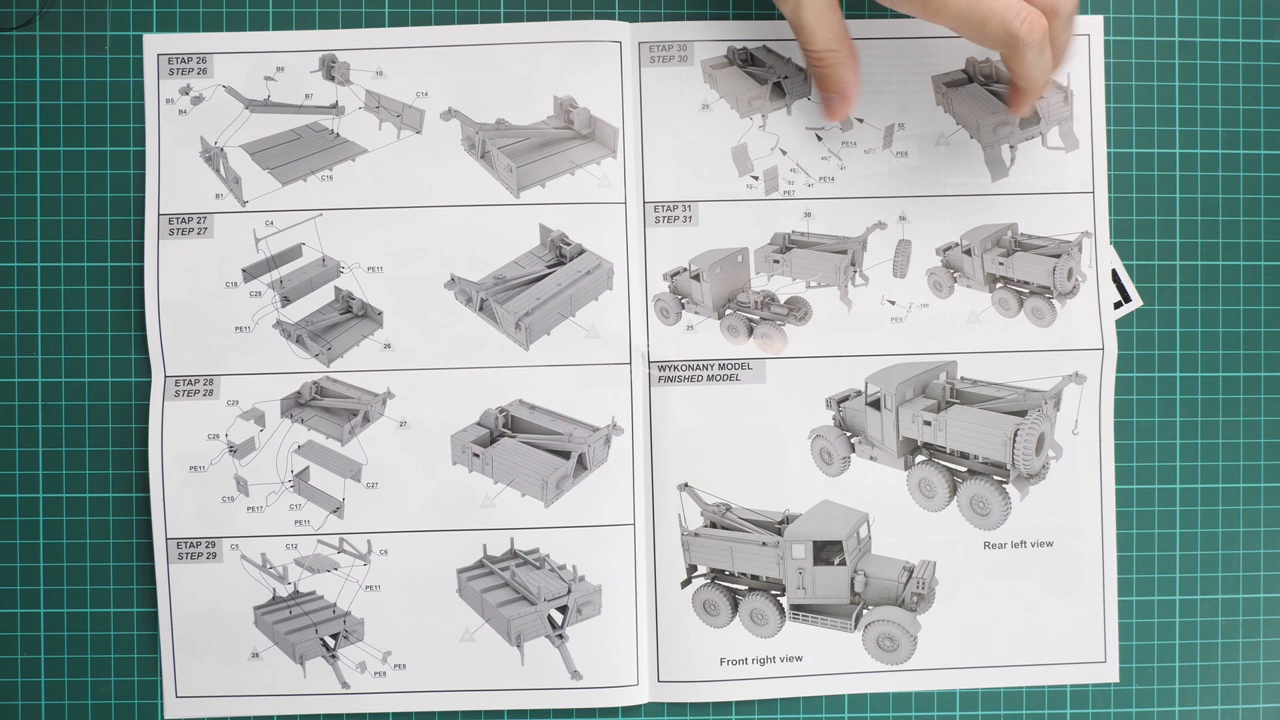 ETAP 26
STEP 26
B6
10
B5
B7
C14
B4
B1
C16
ETAP 27
STEP 27
C4
PE11
C18
C28
PE11
26
ETAP 28
STEP 28
C29
27
C26
PE11
C10
C27
PE17
C17
PE11
ETAP 29
STEP 29
C5
C12
C6
PE11
28
PE8
PE8
ETAP 30
STEP 30
29
PE14
PE6
PE14
PE7
ETAP 31
STEP 31
30
5b
25
PE9
WYKONANY MODEL
FINISHED MODEL
Rear left view
Front right view